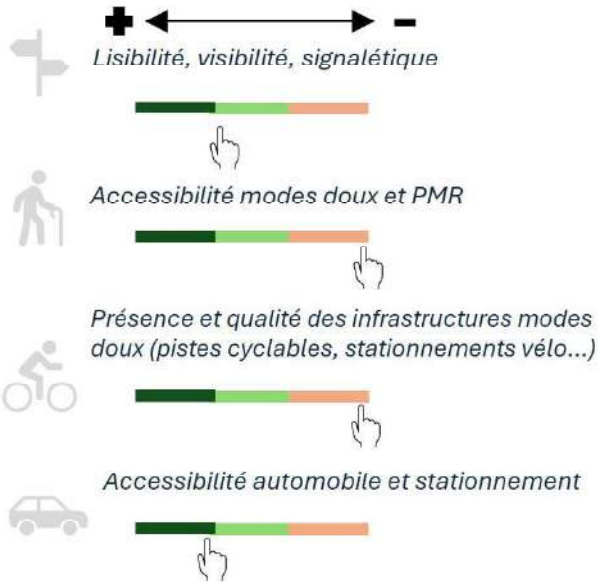 + -
Lisibilité, visibilité, signalétique
Accessibilité modes doux et PMR
Présence et qualité des infrastructures modes
doux (pistes cyclables, stationnements vélo...)
Accessibilité automobile et stationnement